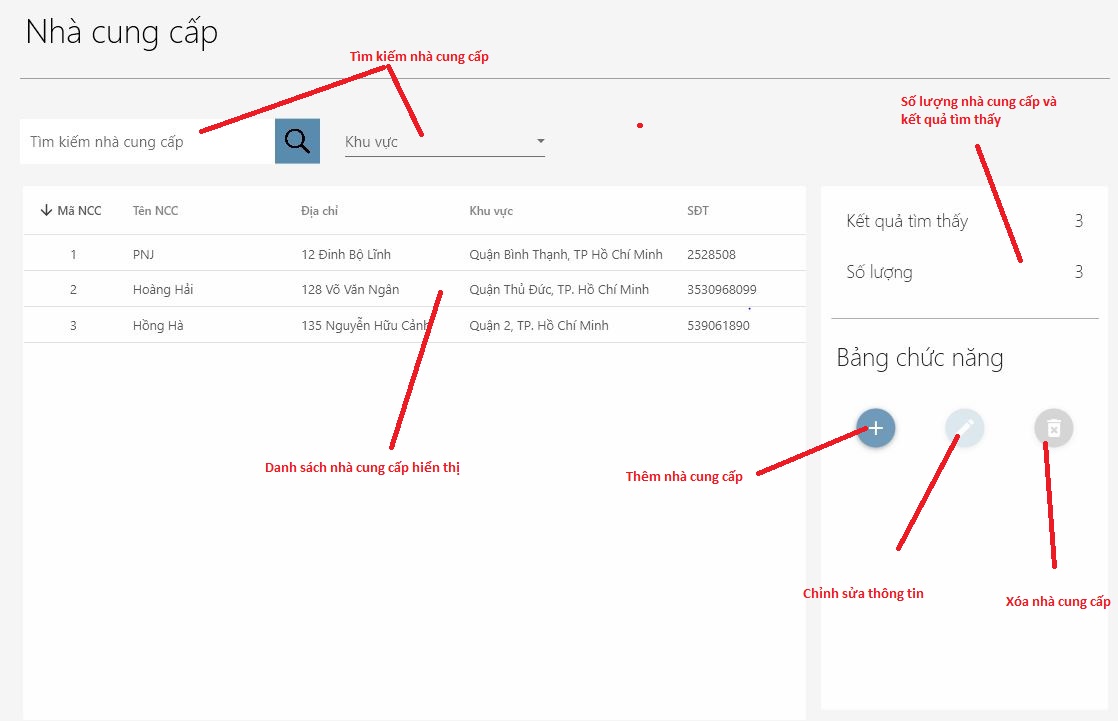 Nhà cung cấp
Tìm kiếm nhà cung cấp
Số lượng nhà cung cấp và
kết quả tìm thấy
Tìm kiếm nhà cung cấp
Khu vực
Mã NCC Tên NCC Địa chỉ Khu vực SĐT
1 PNJ 12 Đinh Bộ Lĩnh Quận Bình Thạnh, TP Hồ Chí Minh 2528508
2 Hoàng Hải 128 Võ Văn Ngân Quận Thủ Đức, TP. Hồ Chí Minh 3530968099
3 Hồng Hà 135 Nguyễn Hữu Cảnh Quận 2, TP. Hồ Chí Minh 539061890
Kết quả tìm thấy 3
Số lượng 3
Bảng chức năng
Danh sách nhà cung cấp hiển thị
Thêm nhà cung cấp
Chỉnh sửa thông tin
Xóa nhà cung cấp